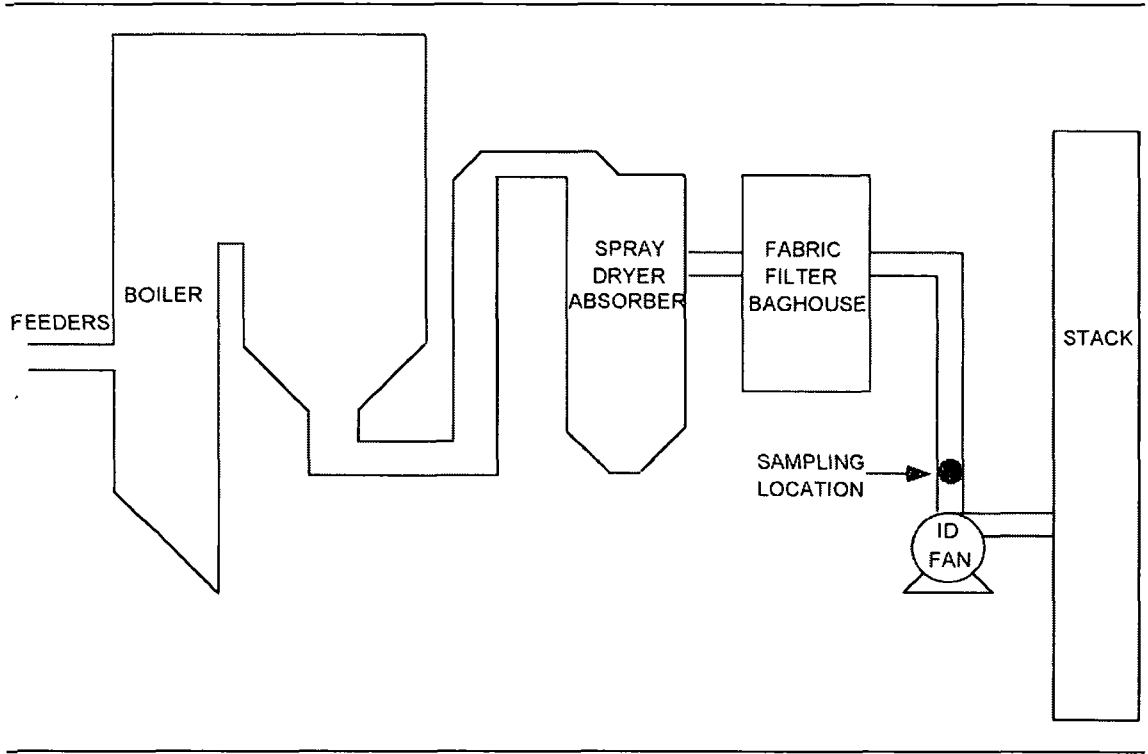 FEEDERS
BOILER
SPRAY
DRYER
ABSORBER
FABRIC
FILTER
BAGHOUSE
SAMPLING
LOCATION
ID
FAN
STACK